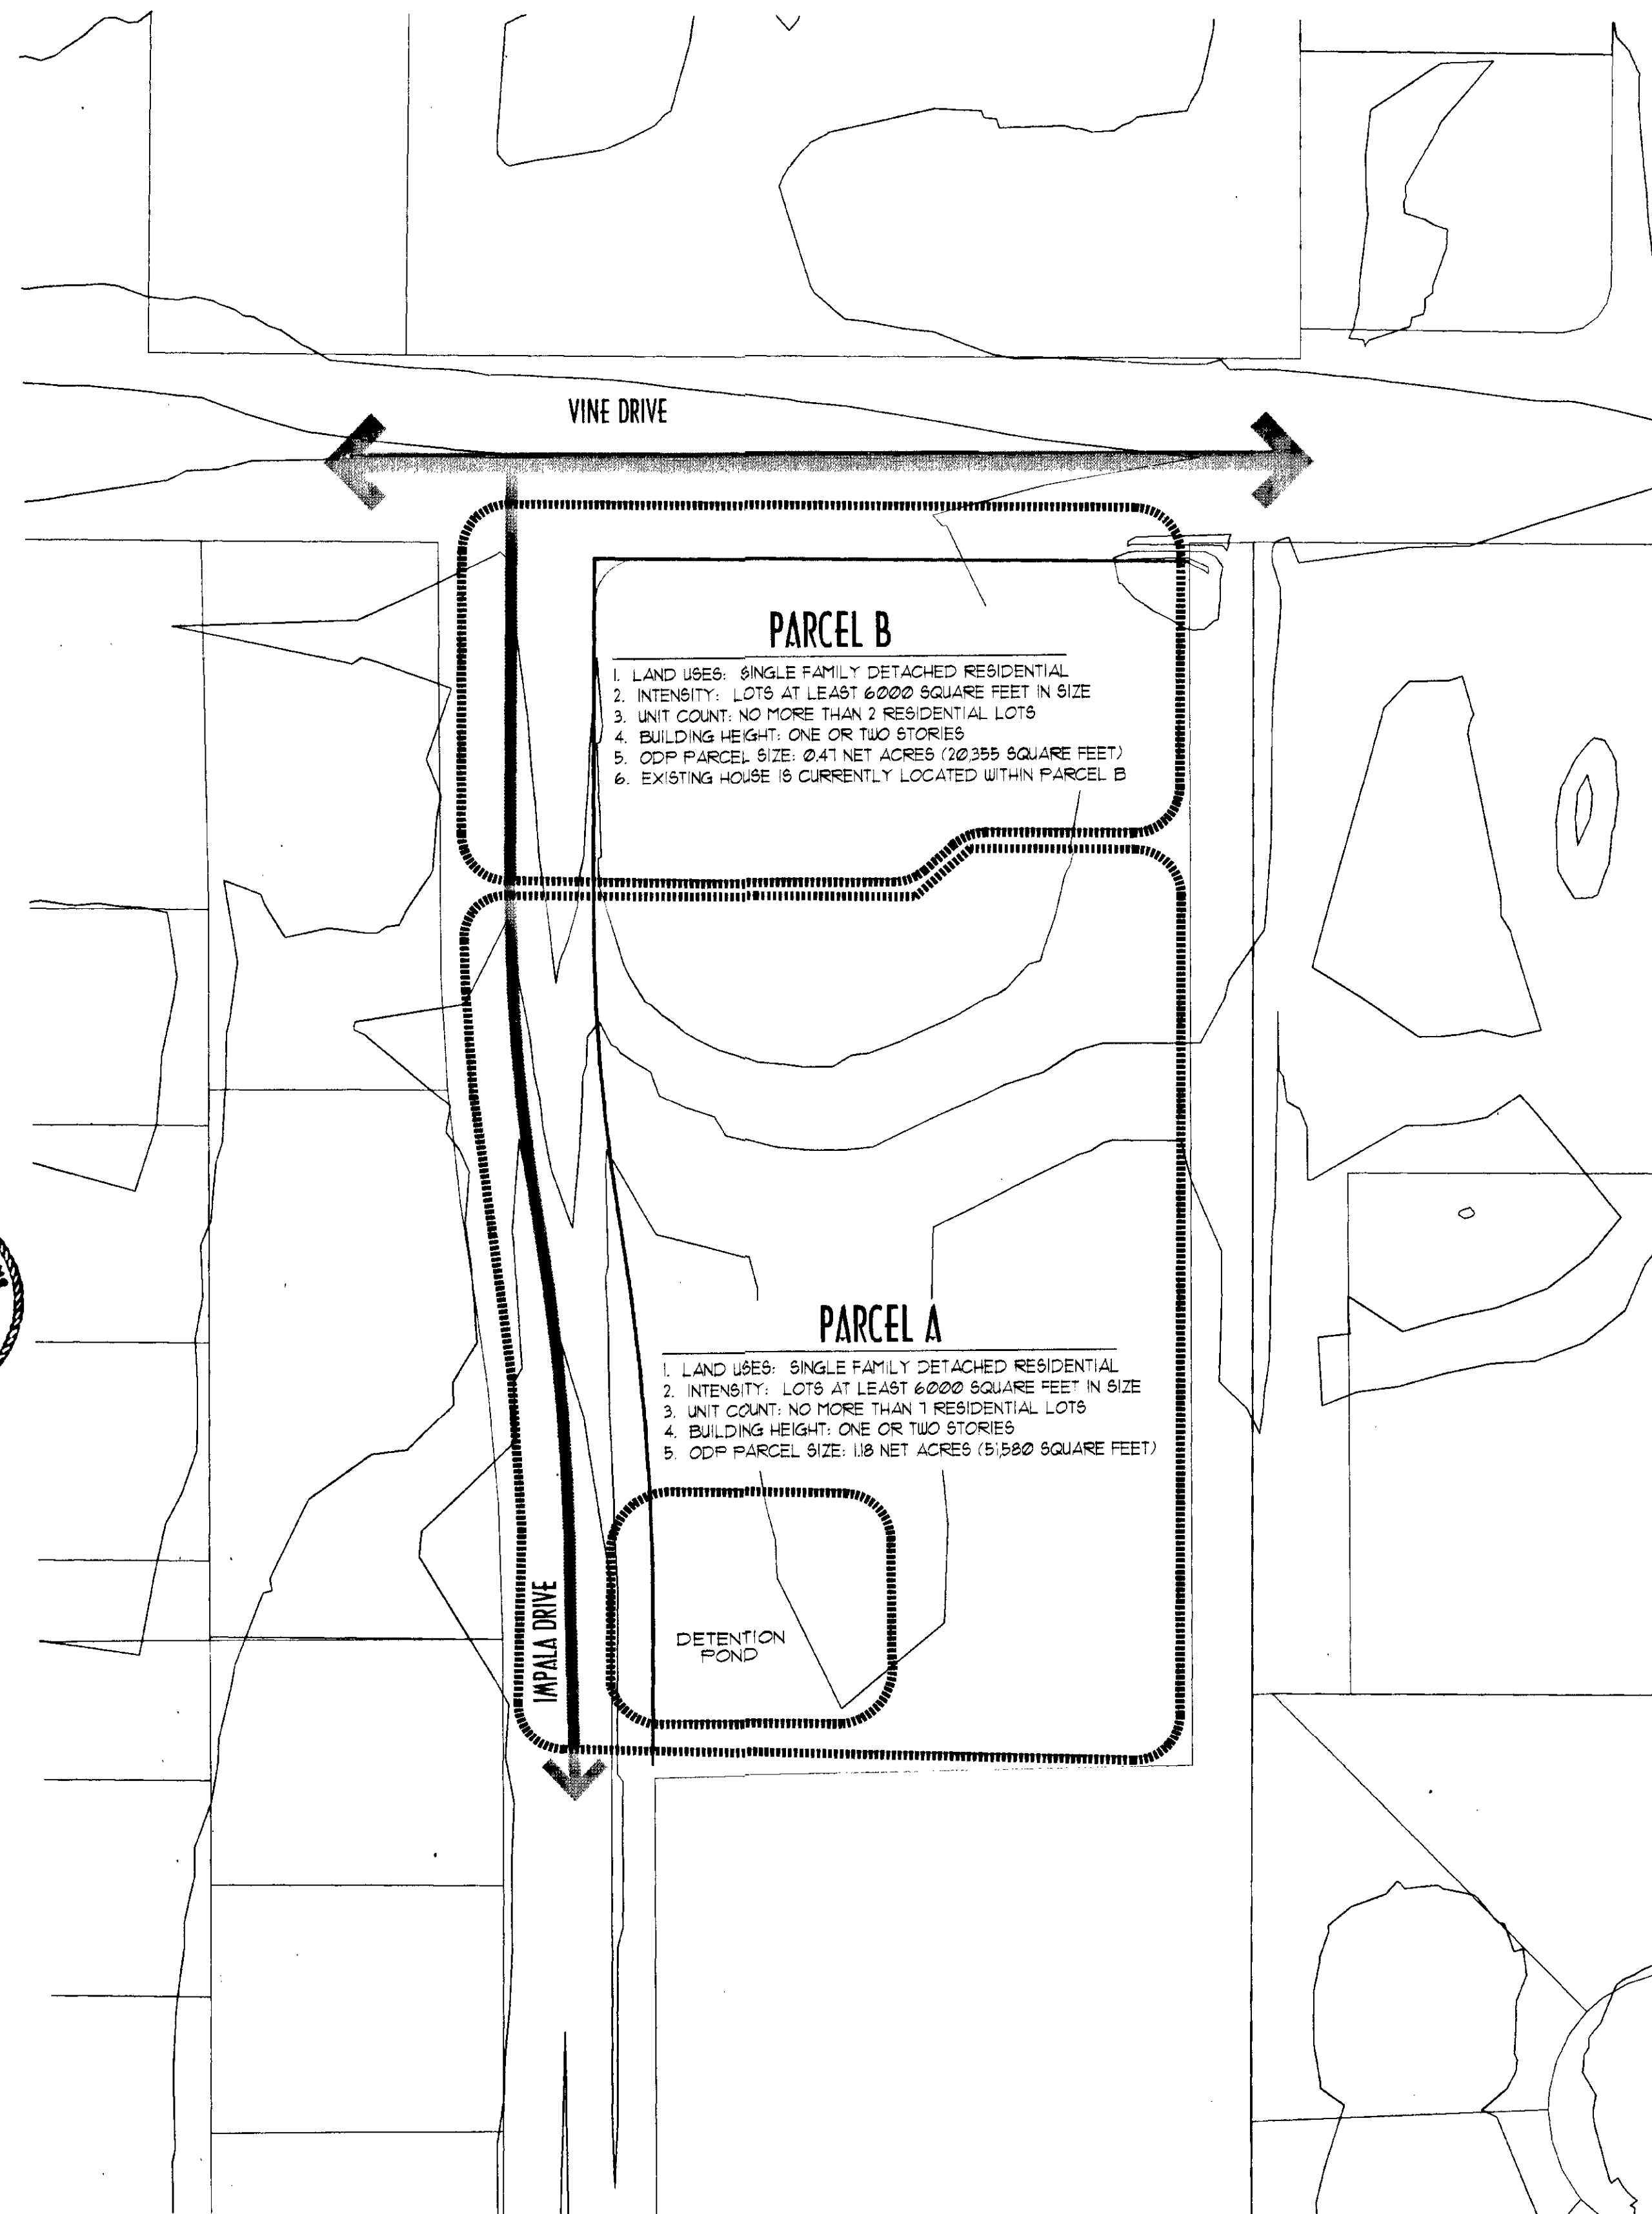 VINE DRIVE
PARCEL B
1. LAND USES: SINGLE FAMILY DETACHED RESIDENTIAL
2. INTENSITY: LOTS AT LEAST 6000 SQUARE FEET IN SIZE
3. UNIT COUNT: NO MORE THAN 2 RESIDENTIAL LOTS
4. BUILDING HEIGHT: ONE OR TWO STORIES
5. ODP PARCEL SIZE: 0.47 NET ACRES (20,355 SQUARE FEET)
6. EXISTING HOUSE IS CURRENTLY LOCATED WITHIN PARCEL B
PARCEL A
1. LAND USES: SINGLE FAMILY DETACHED RESIDENTIAL
2. INTENSITY: LOTS AT LEAST 6000 SQUARE FEET IN SIZE
3. UNIT COUNT: NO MORE THAN 7 RESIDENTIAL LOTS
4. BUILDING HEIGHT: ONE OR TWO STORIES
5. ODP PARCEL SIZE: 1.18 NET ACRES (51,580 SQUARE FEET)
IMPALA DRIVE
DETENTION
POND